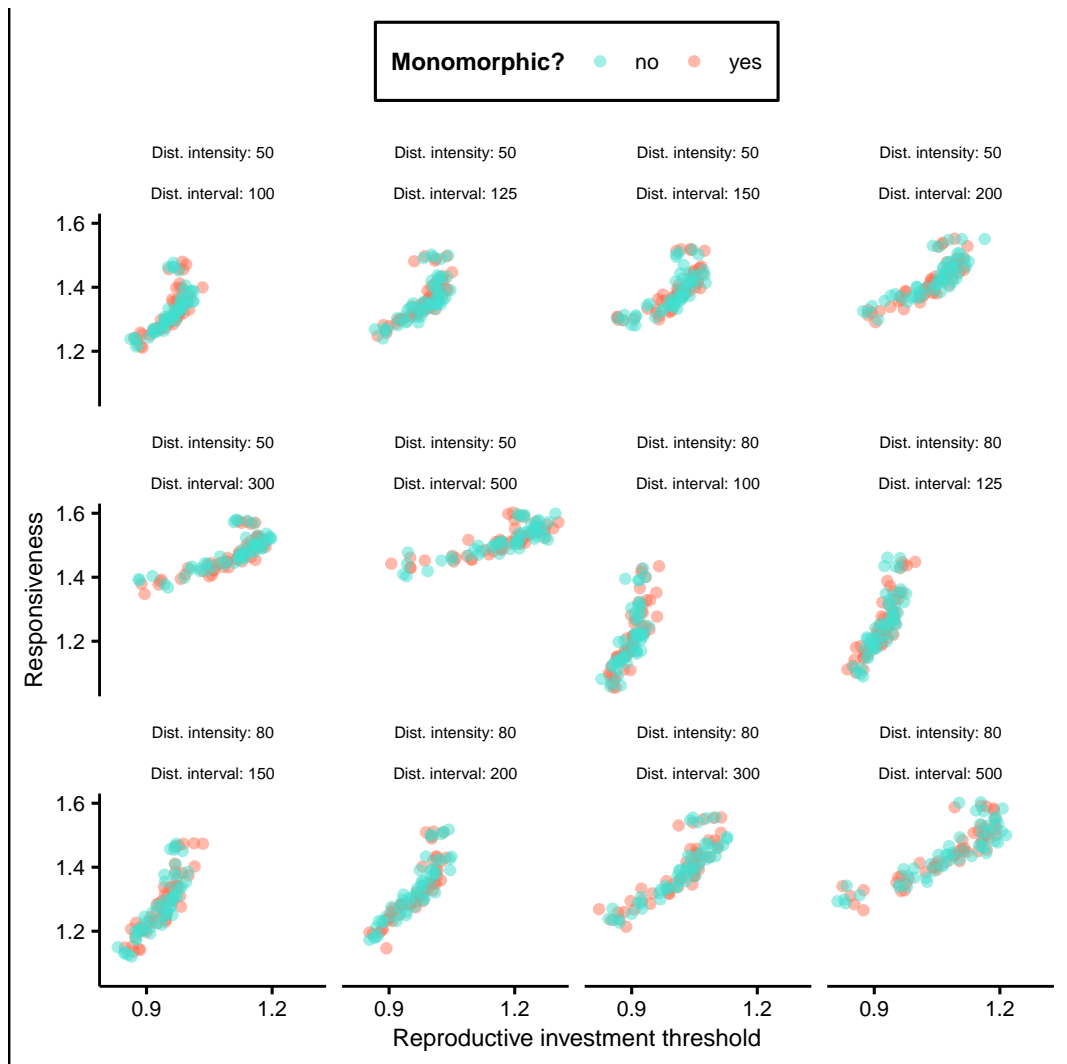 Monomorphic? no yes
Dist. intensity: 50 Dist. intensity: 50 Dist. intensity: 50 Dist. intensity: 50
Dist. interval: 100 Dist. interval: 125 Dist. interval: 150 Dist. interval: 200
1.6
1.4
1.2
Dist. intensity: 50 Dist. intensity: 50 Dist. intensity: 80 Dist. intensity: 80
Dist. interval: 300 Dist. interval: 500 Dist. interval: 100 Dist. interval: 125
1.6
1.4
1.2
Responsiveness
Dist. intensity: 80 Dist. intensity: 80 Dist. intensity: 80 Dist. intensity: 80
Dist. interval: 150 Dist. interval: 200 Dist. interval: 300 Dist. interval: 500
1.6
1.4
1.2
0.9 1.2 0.9 1.2 0.9 1.2 0.9 1.2
Reproductive investment threshold